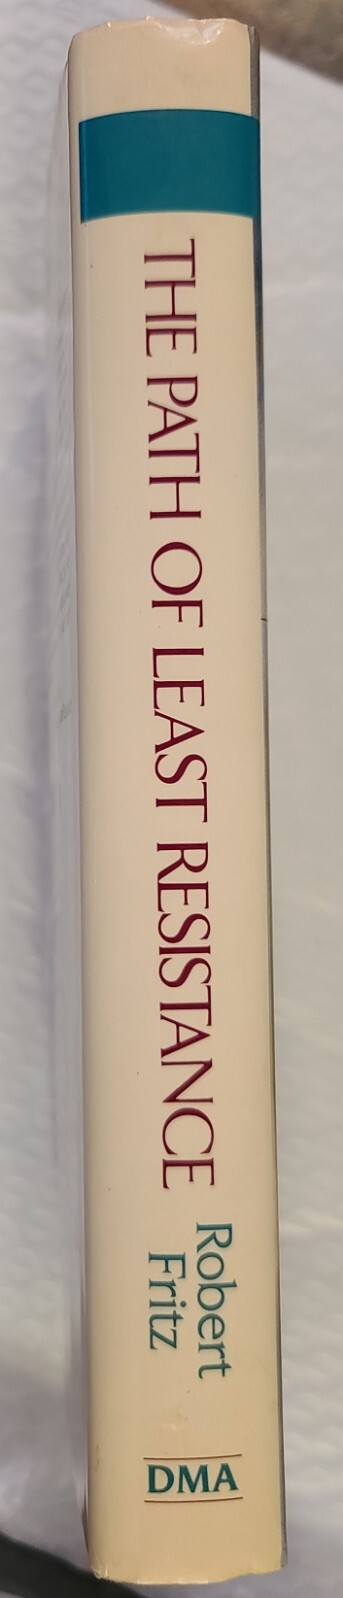 THE PATH OF LEAST RESISTANCE
Robert
Fritz
DMA